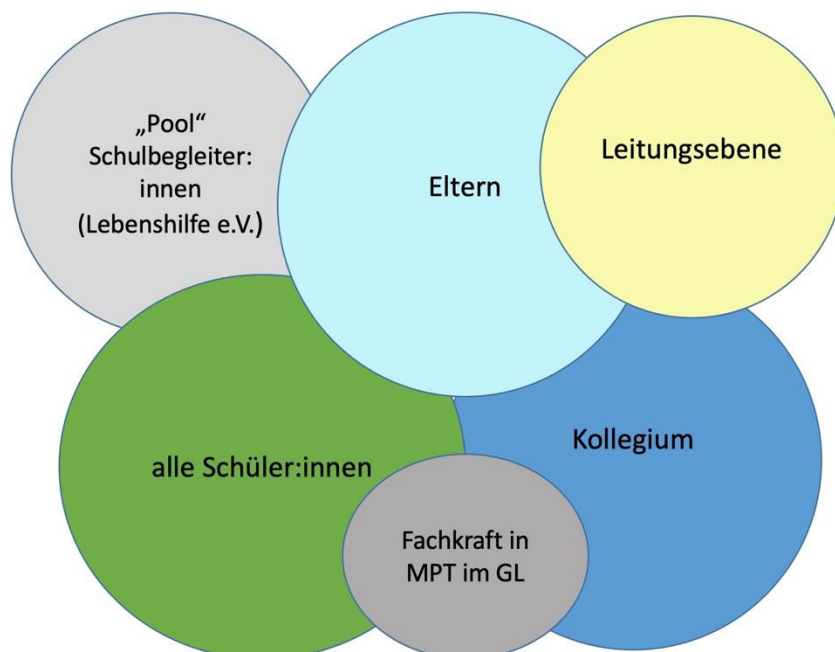 „Pool“
Schulbegleiter:
innen
(Lebenshilfe e.V.)
Eltern
Leitungsebene
alle Schüler:innen
Kollegium
Fachkraft in
MPT im GL